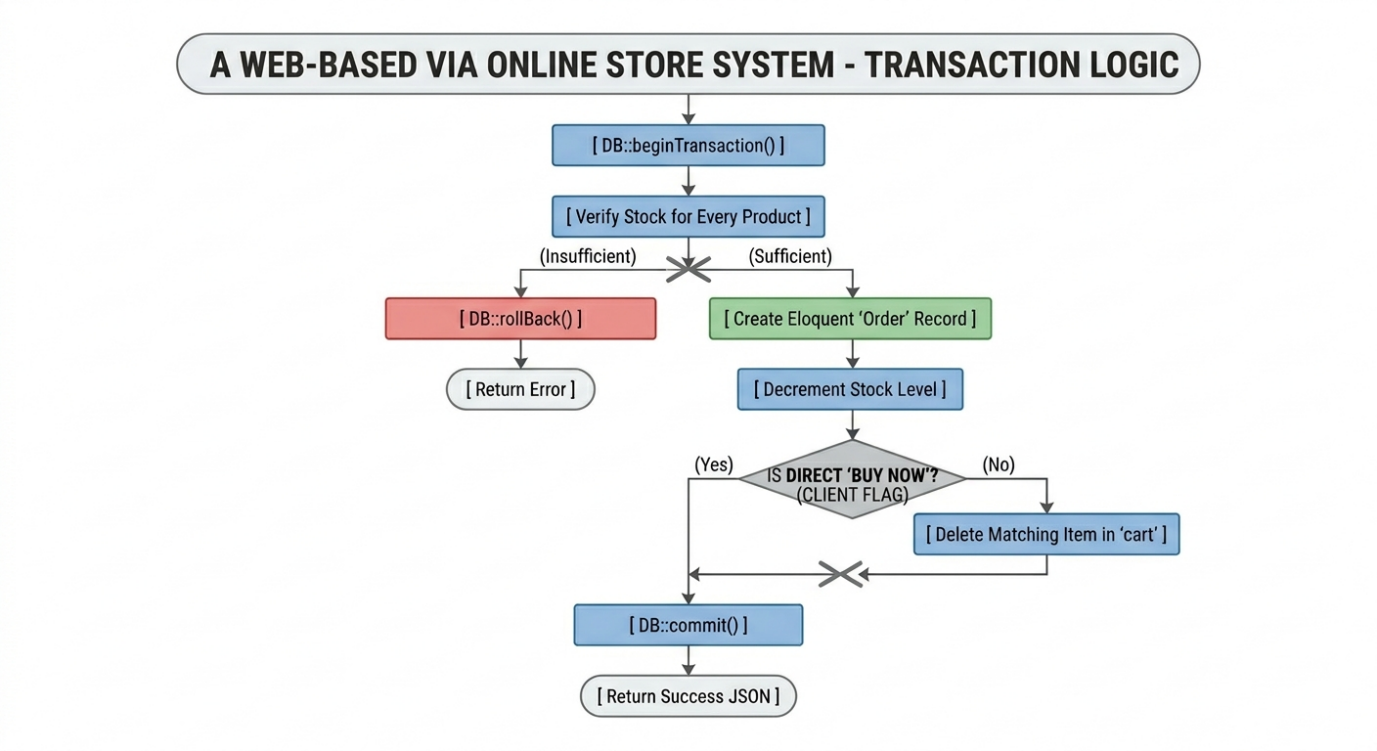 A WEB-BASED VIA ONLINE STORE SYSTEM - TRANSACTION LOGIC
[ DB::beginTransaction() ]
[ Verify Stock for Every Product ]
(Insufficient)
(Sufficient)
[ DB::rollBack() ]
[ Create Eloquent ‘Order’ Record ]
[ Return Error ]
[ Decrement Stock Level ]
(Yes)
IS DIRECT ‘BUY NOW’?
(CLIENT FLAG)
(No)
[ Delete Matching Item in ‘cart’ ]
[ DB::commit() ]
[ Return Success JSON ]